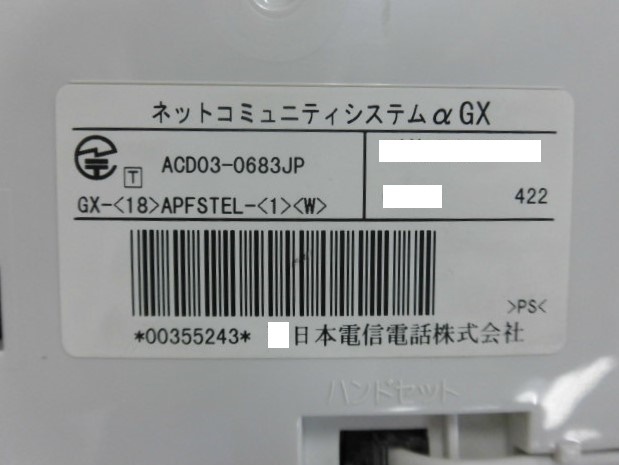 ネットコミュニティシステムαGX
T ACD03-0683JP
GX-<18>APFSTEL-<1><W>
422
>PS<
*00355243* 日本電信電話株式会社
ハンドセット